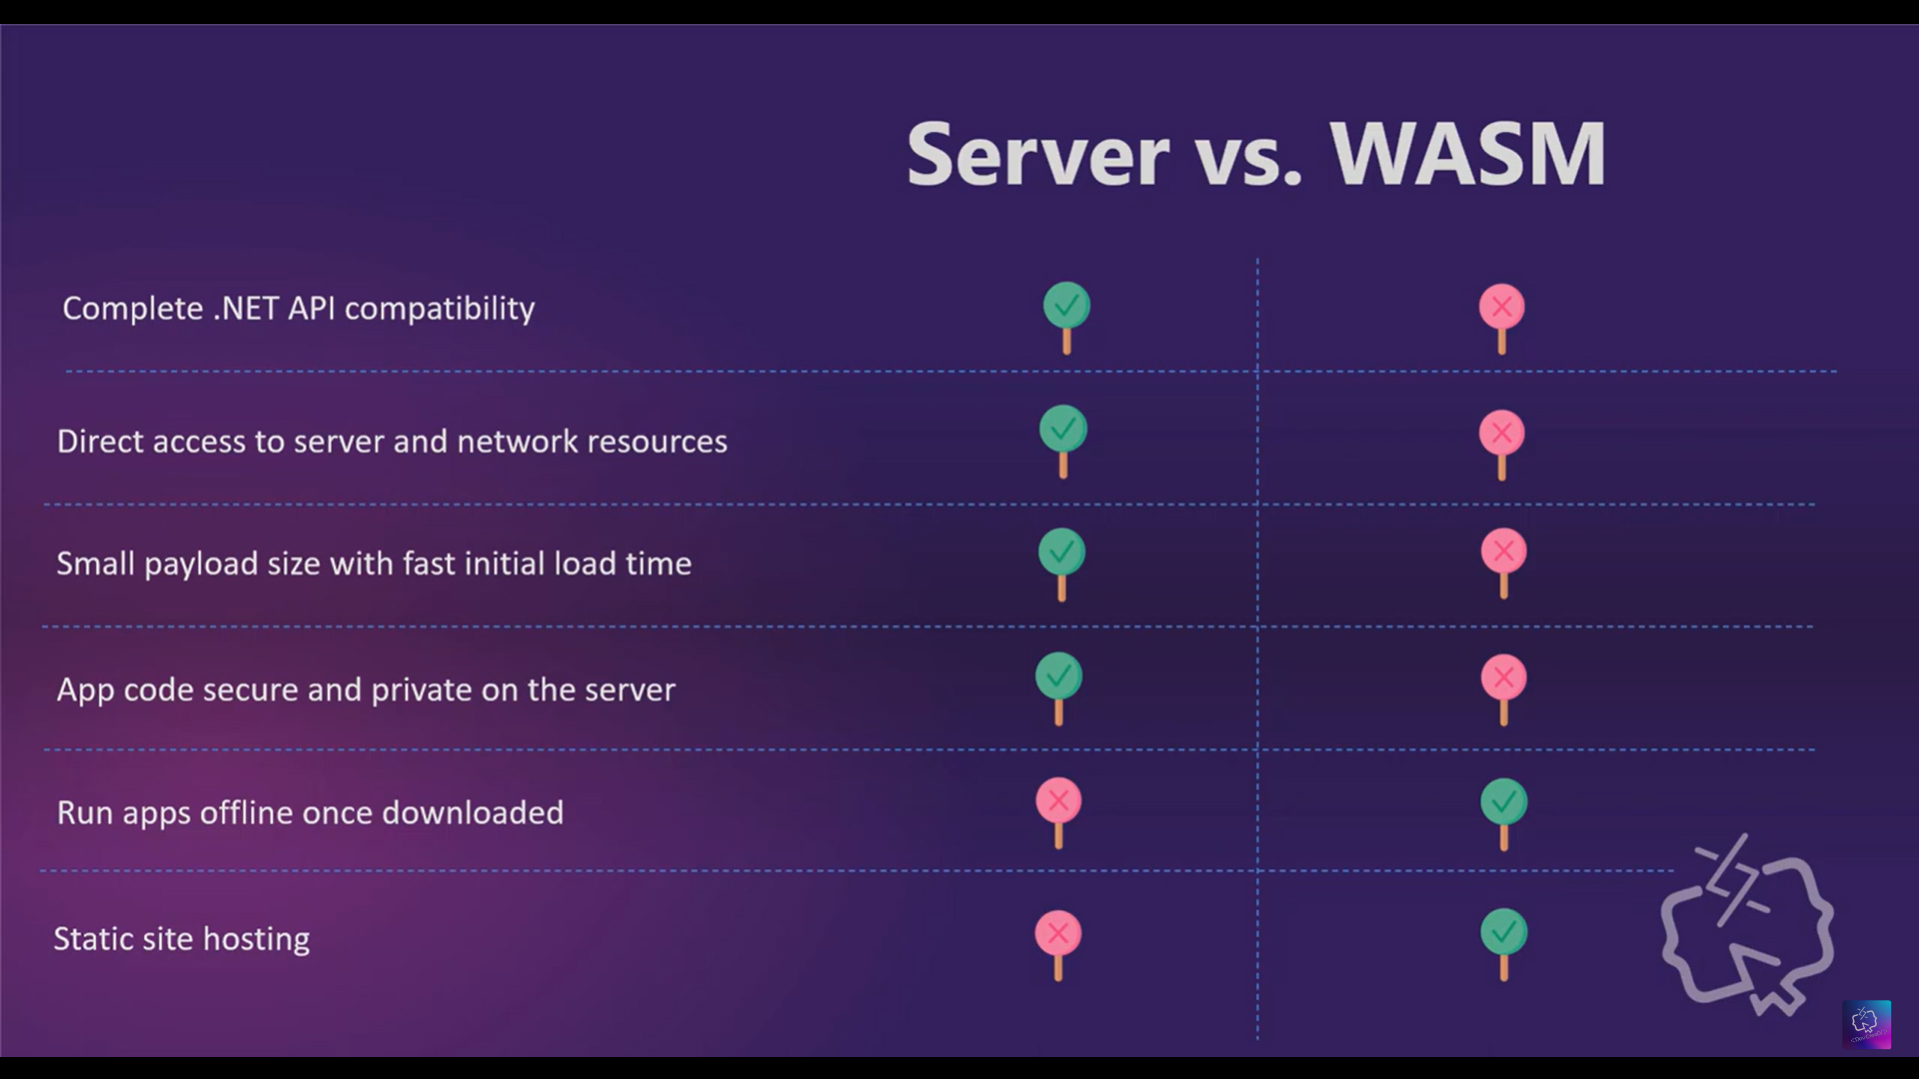 Server vs. WASM
Complete .NET API compatibility
Direct access to server and network resources
Small payload size with fast initial load time
App code secure and private on the server
Run apps offline once downloaded
Static site hosting